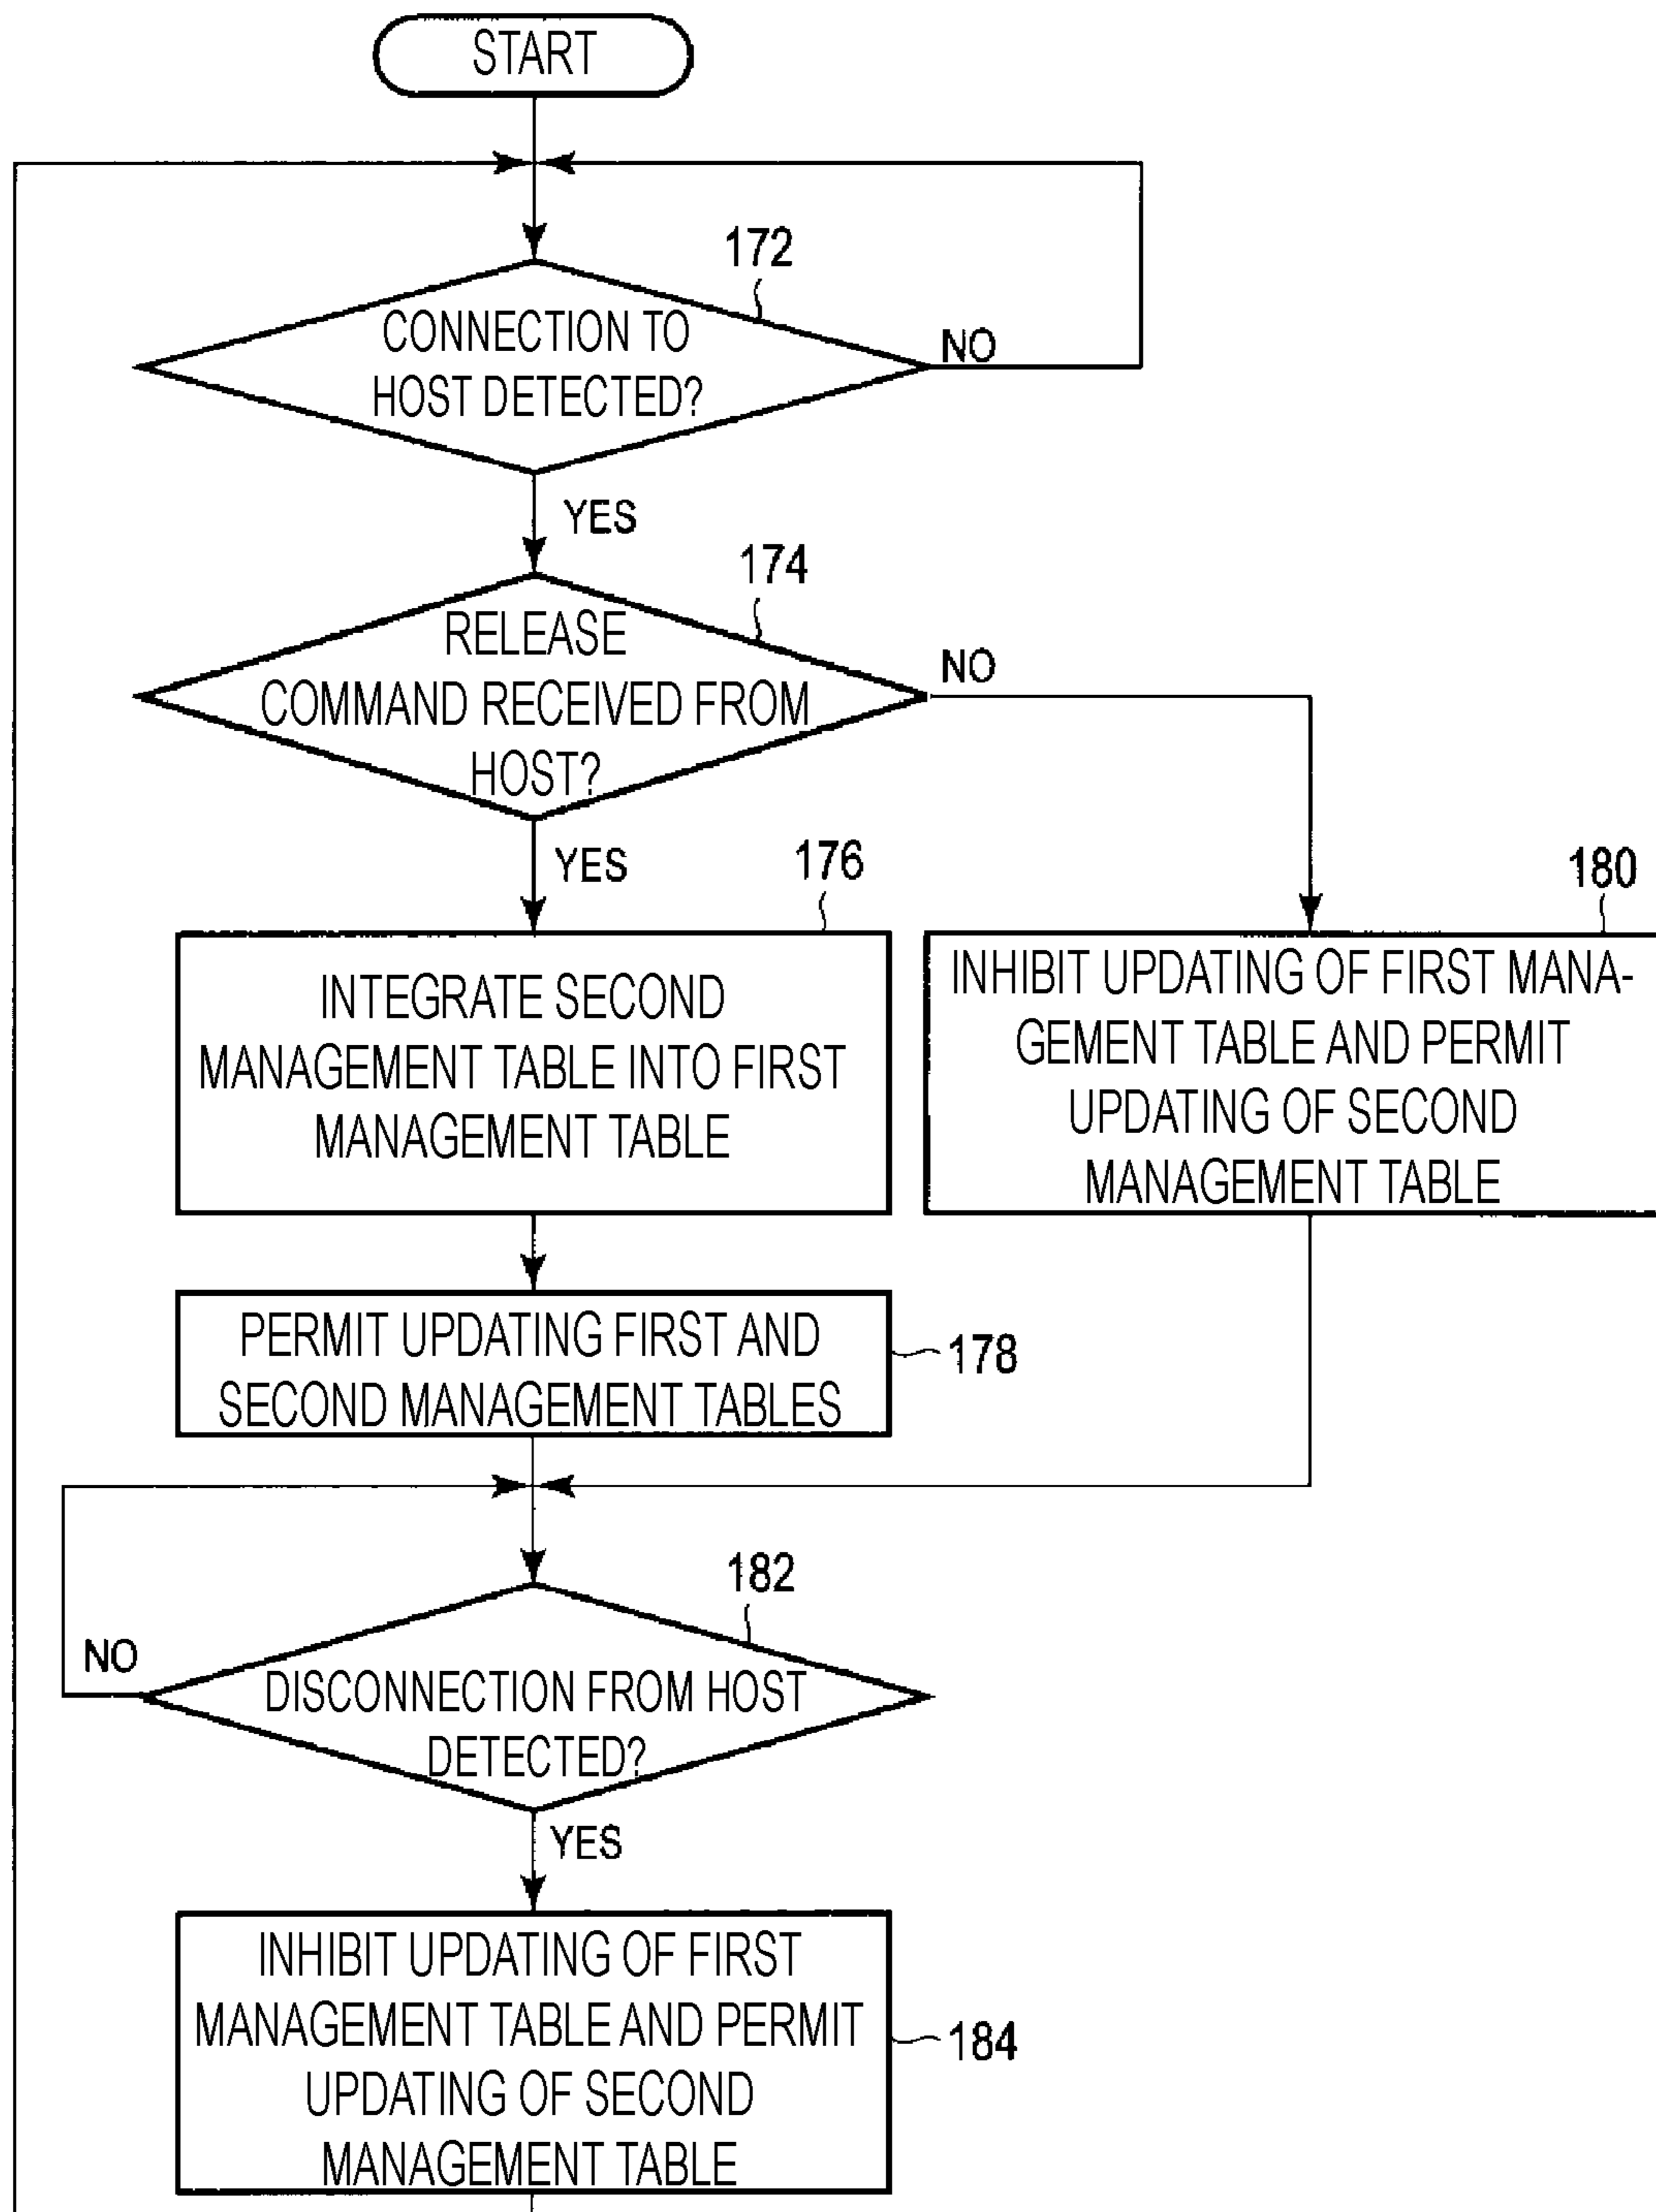 START
172
CONNECTION TO
HOST DETECTED?
NO
YES
174
RELEASE
COMMAND RECEIVED FROM
HOST?
NO
YES
176
INTEGRATE SECOND
MANAGEMENT TABLE INTO FIRST
MANAGEMENT TABLE
180
INHIBIT UPDATING OF FIRST MANA-
GEMENT TABLE AND PERMIT
UPDATING OF SECOND
MANAGEMENT TABLE
PERMIT UPDATING FIRST AND
SECOND MANAGEMENT TABLES
178
182
NO
DISCONNECTION FROM HOST
DETECTED?
YES
INHIBIT UPDATING OF FIRST
MANAGEMENT TABLE AND PERMIT
UPDATING OF SECOND
MANAGEMENT TABLE
184